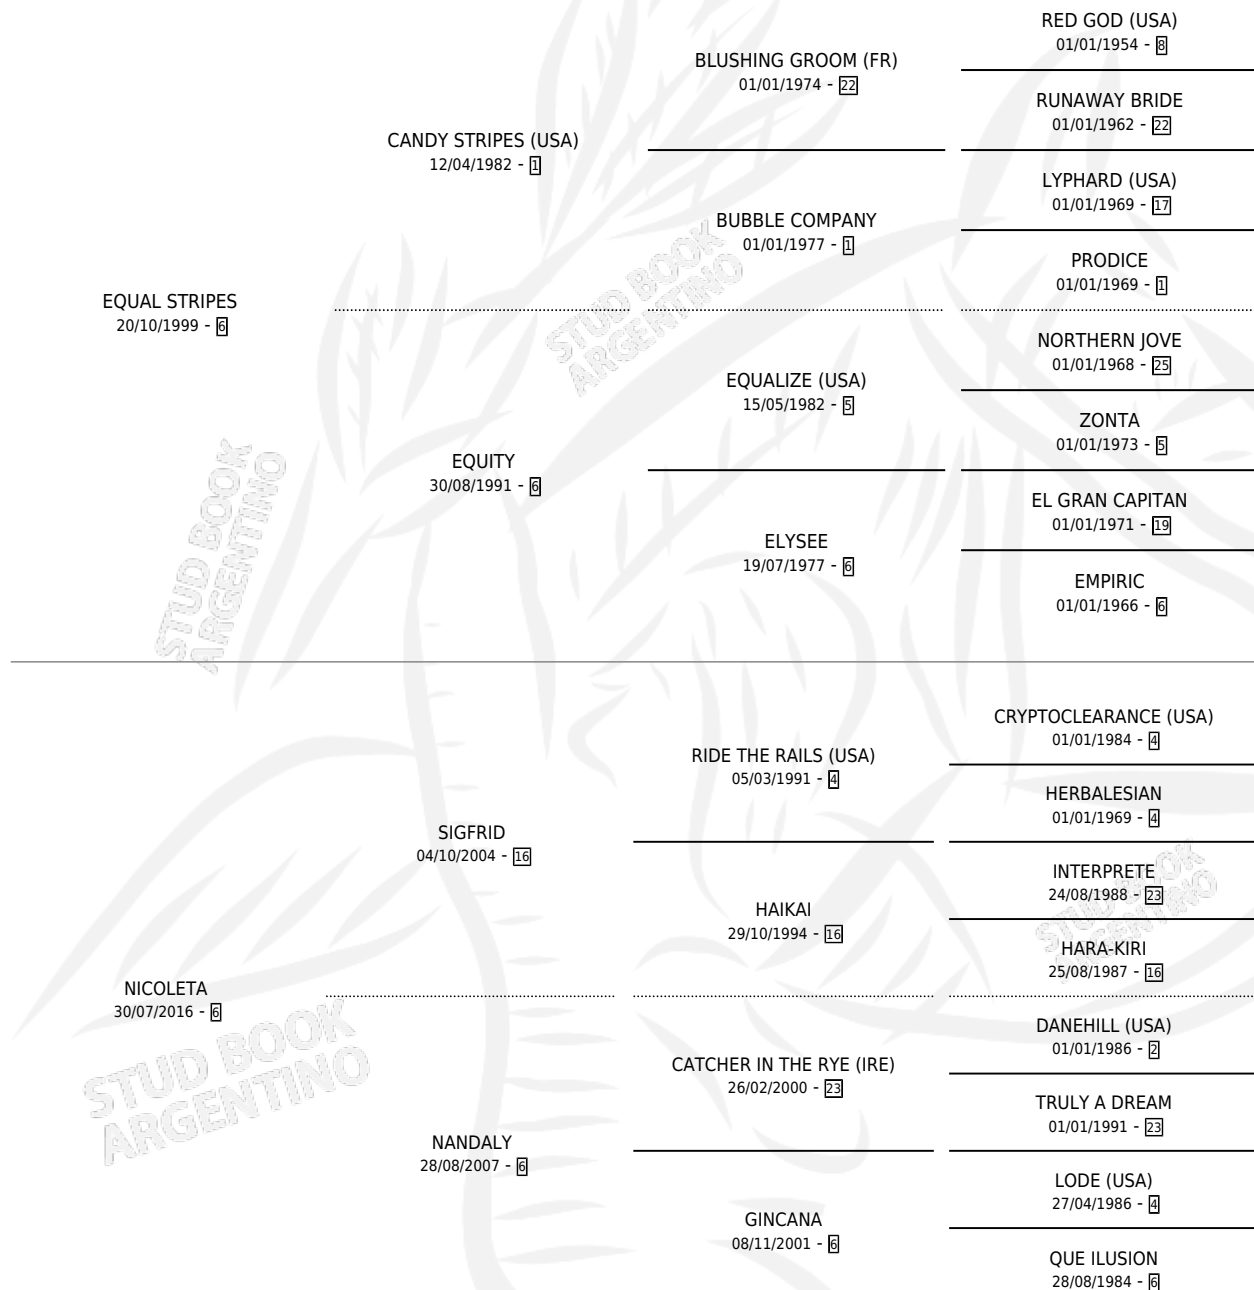 RED GOD (USA)
01/01/1954 - 8
BLUSHING GROOM (FR)
01/01/1974 - 22
RUNAWAY BRIDE
01/01/1962 - 22
CANDY STRIPES (USA)
12/04/1982 - 1
LYPHARD (USA)
01/01/1969 - 17
BUBBLE COMPANY
01/01/1977 - 1
PRODICE
01/01/1969 - 1
EQUAL STRIPES
20/10/1999 - 6
STUD BOOK
ARGENTINO
NORTHERN JOVE
01/01/1968 - 25
EQUALIZE (USA)
15/05/1982 - 5
ZONTA
01/01/1973 - 5
EQUITY
30/08/1991 - 6
EL GRAN CAPITAN
01/01/1971 - 19
ELYSEE
19/07/1977 - 6
EMPIRIC
01/01/1966 - 6
STUD BOOK
ARGENTINO
CRYPTOCLEARANCE (USA)
01/01/1984 - 4
RIDE THE RAILS (USA)
05/03/1991 - 4
HERBALESIAN
01/01/1969 - 4
SIGFRID
04/10/2004 - 16
INTERPRETE
24/08/1988 - 23
HAIKAI
29/10/1994 - 16
STUD BOOK
ARGENTINO
HARA-KIRI
25/08/1987 - 16
NICOLETA
30/07/2016 - 6
DANEHILL (USA)
01/01/1986 - 2
CATCHER IN THE RYE (IRE)
26/02/2000 - 23
TRULY A DREAM
01/01/1991 - 23
STUD BOOK
ARGENTINO
NANDALY
28/08/2007 - 6
LODE (USA)
27/04/1986 - 4
GINCANA
08/11/2001 - 6
QUE ILUSION
28/08/1984 - 6